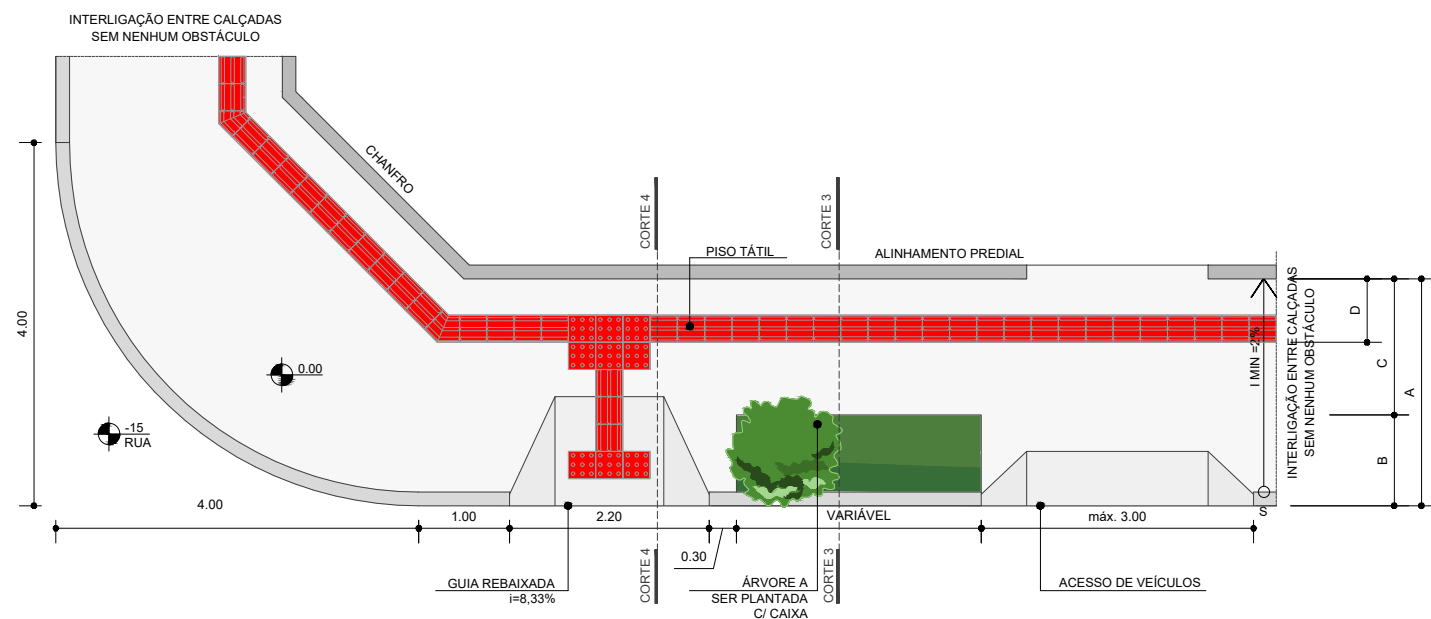 INTERLIGAÇÃO ENTRE CALÇADAS
SEM NENHUM OBSTÁCULO
CHANFRO
CORTE 4
CORTE 3
PISO TÁTIL
ALINHAMENTO PREDIAL
4.00
0.00
-15
RUA
I MIN =2%
INTERLIGAÇÃO ENTRE CALÇADAS
SEM NENHUM OBSTÁCULO
D
C
A
B
S
4.00
1.00
2.20
0.30
VARIÁVEL
máx. 3.00
GUIA REBAIXADA
i=8,33%
CORTE 4
ÁRVORE A
SER PLANTADA
C/ CAIXA
CORTE 3
ACESSO DE VEÍCULOS